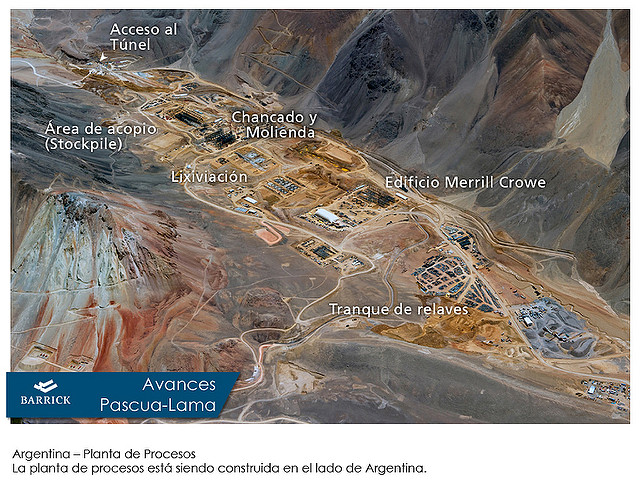 Acceso al
Túnel
Área de acopio
(Stockpile)
Chancado y
Molienda
Lixiviación
Edificio Merrill Crowe
Tranque de relaves
BARRICK
Avances
Pascua-Lama
Argentina – Planta de Procesos
La planta de procesos está siendo construida en el lado de Argentina.